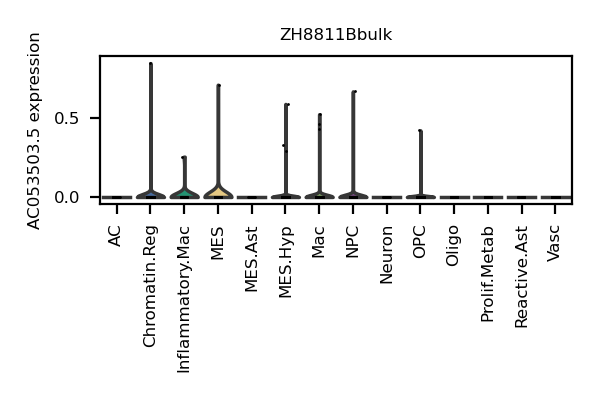 ZH8811Bbulk
AC053503.5 expression
0.5
0.0
AC
Chromatin.Reg
Inflammatory.Mac
MES
MES.Ast
MES.Hyp
Mac
NPC
Neuron
OPC
Oligo
Prolif.Metab
Reactive.Ast
Vasc